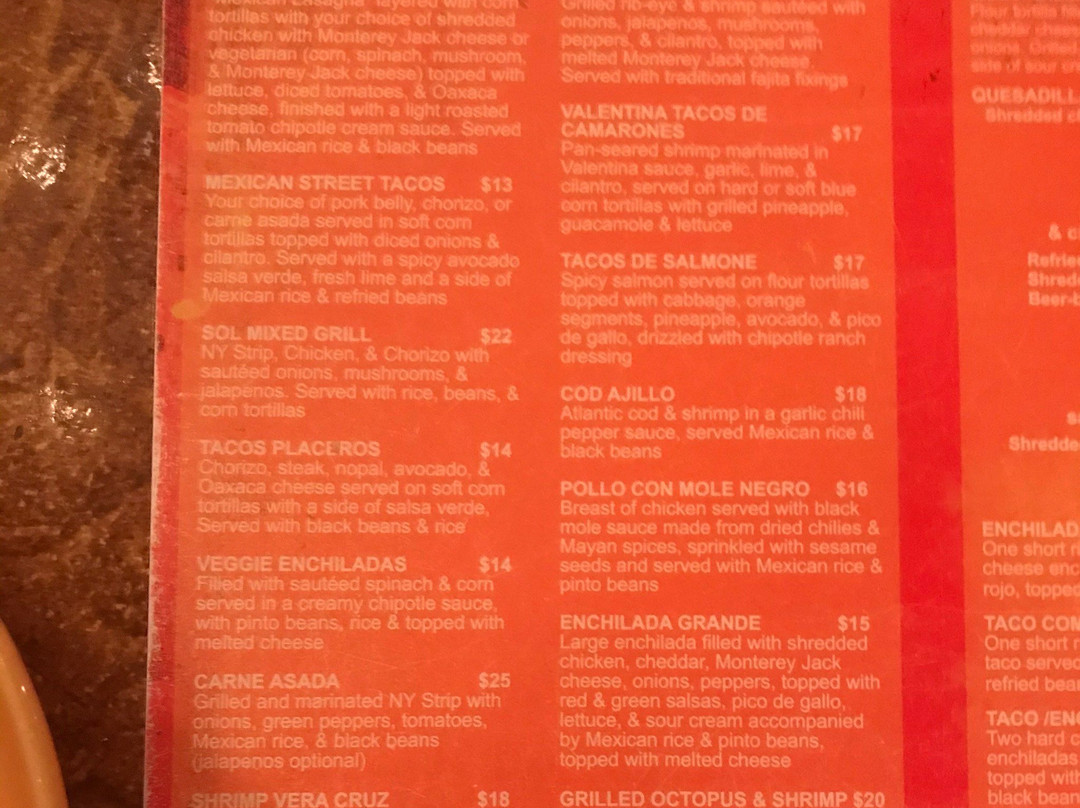 Mexican Lasagna layered with corn
tortillas with your choice of shredded
chicken with Monterey Jack cheese or
vegetarian (corn, spinach, mushroom,
& Monterey Jack cheese) topped with
lettuce, diced tomatoes, & Oaxaca
cheese, finished with a light roasted
tomato chipotle cream sauce. Served
with Mexican rice & black beans
MEXICAN STREET TACOS $13
Your choice of pork belly, chorizo, or
carne asada served in soft corn
tortillas topped with diced onions &
cilantro. Served with a spicy avocado
salsa verde, fresh lime and a side of
Mexican rice & refried beans
SOL MIXED GRILL $22
NY Strip, Chicken, & Chorizo with
sautéed onions, mushrooms, &
jalapenos. Served with rice, beans, &
corn tortillas
TACOS PLACEROS $14
Chorizo, steak, nopal, avocado, &
Oaxaca cheese served on soft corn
tortillas with a side of salsa verde,
Served with black beans & rice
VEGGIE ENCHILADAS $14
Filled with sautéed spinach & corn
served in a creamy chipotle sauce,
with pinto beans, rice & topped with
melted cheese
CARNE ASADA $25
Grilled and marinated NY Strip with
onions, green peppers, tomatoes,
Mexican rice, & black beans
(jalapenos optional)
SHRIMP VERA CRUZ $18
Grilled rib-eye & shrimp sautéed with
onions, jalapenos, mushrooms,
peppers, & cilantro, topped with
melted Monterey Jack cheese
Served with traditional fajita fixings
VALENTINA TACOS DE
CAMARONES $17
Pan-seared shrimp marinated in
Valentina sauce, garlic, lime, &
cilantro, served on hard or soft blue
corn tortillas with grilled pineapple,
guacamole & lettuce
TACOS DE SALMONE $17
Spicy salmon served on flour tortillas
topped with cabbage, orange
segments, pineapple, avocado, & pico
de gallo, drizzled with chipotle ranch
dressing
COD AJILLO $18
Atlantic cod & shrimp in a garlic chili
pepper sauce, served Mexican rice &
black beans
POLLO CON MOLE NEGRO $16
Breast of chicken served with black
mole sauce made from dried chilies &
Mayan spices, sprinkled with sesame
seeds and served with Mexican rice &
pinto beans
ENCHILADA GRANDE $15
Large enchilada filled with shredded
chicken, cheddar, Monterey Jack
cheese, onions, peppers, topped with
red & green salsas, pico de gallo,
lettuce, & sour cream accompanied
by Mexican rice & pinto beans,
topped with melted cheese
GRILLED OCTOPUS & SHRIMP $20
Flour tortilla
cheddar
onions. Grilled
side of sour
QUESADILL
Shredded
&
Refrie
Shred
Beer-b
Shredde
ENCHILAD
One short
cheese enc
rojo, topped
TACO COM
One short
taco served
refried bean
TACO /EN
Two hard
enchiladas
topped with
black bean